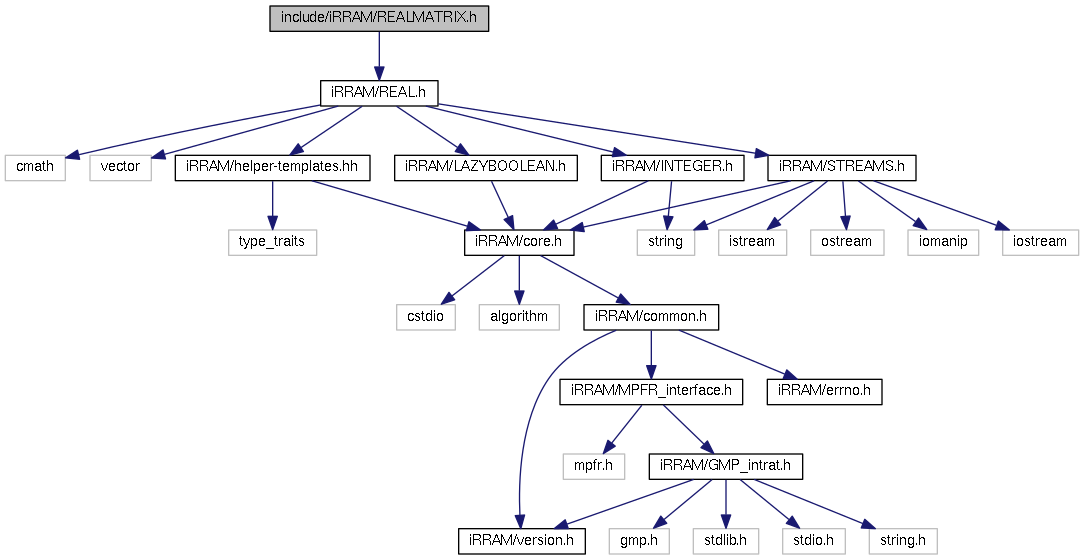 include/iRRAM/REALMATRIX.h
iRRAM/REAL.h
cmath
vector
iRRAM/helper-templates.hh
iRRAM/LAZYBOOLEAN.h
iRRAM/INTEGER.h
iRRAM/STREAMS.h
type_traits
iRRAM/core.h
string
istream
ostream
iomanip
iostream
cstdio
algorithm
iRRAM/common.h
iRRAM/MPFR_interface.h
iRRAM/errno.h
mpfr.h
iRRAM/GMP_intrat.h
iRRAM/version.h
gmp.h
stdlib.h
stdio.h
string.h